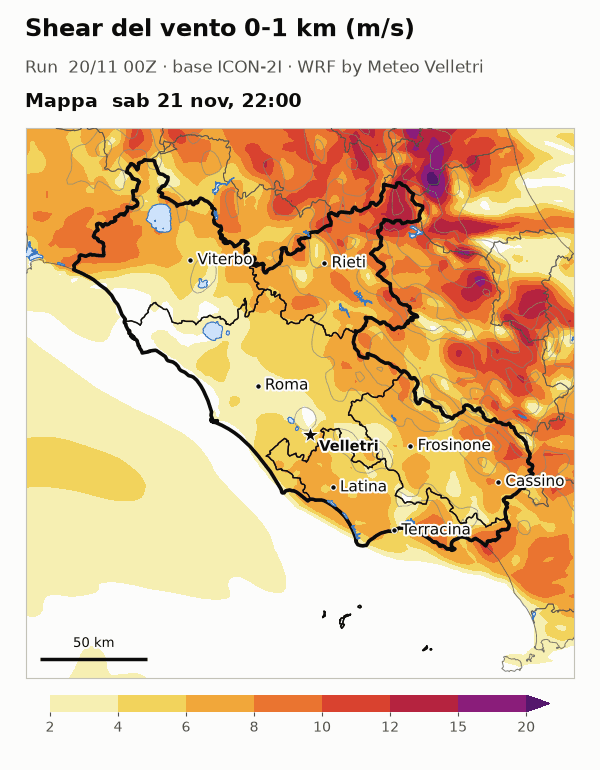 Shear del vento 0-1 km (m/s)
Run  20/11 00Z · base ICON-2I · WRF by Meteo Velletri
Mappa  sab 21 nov, 22:00
Viterbo
Rieti
Roma
Velletri
Frosinone
Latina
Cassino
Terracina
50 km
2 4 6 8 10 12 15 20